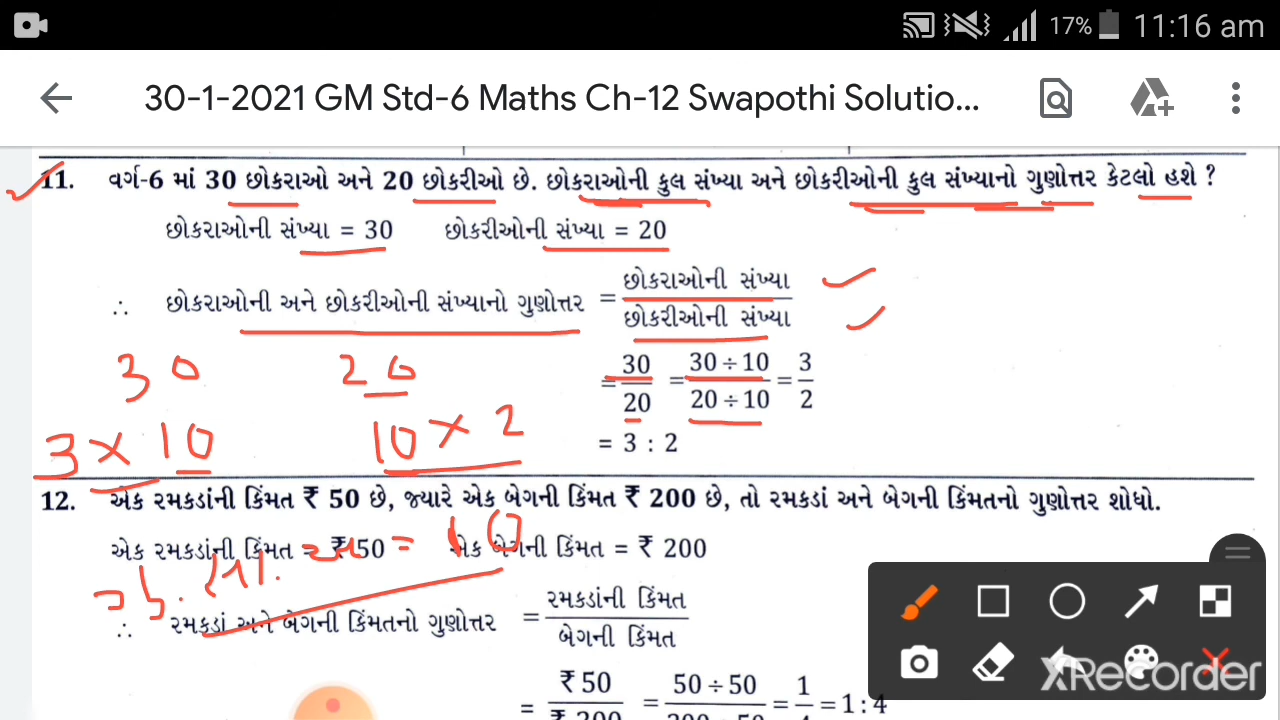 17% 11:16 am
30-1-2021 GM Std-6 Maths Ch-12 Swapothi Solutio...
11. વર્ગ-6 માં 30 છોકરાઓ અને 20 છોકરીઓ છે. છોકરાઓની કુલ સંખ્યા અને છોકરીઓની કુલ સંખ્યાનો ગુણોત્તર કેટલો હશે ?
છોકરાઓની સંખ્યા = 30 છોકરીઓની સંખ્યા = 20
∴ છોકરાઓની અને છોકરીઓની સંખ્યાનો ગુણોત્તર = છોકરાઓની સંખ્યા / છોકરીઓની સંખ્યા
30 20
= 30/20 = 30 ÷ 10 / 20 ÷ 10 = 3/2
3 × 10 10 × 2
= 3 : 2
12. એક રમકડાંની કિંમત ₹ 50 છે, જ્યારે એક બેગની કિંમત ₹ 200 છે, તો રમકડાં અને બેગની કિંમતનો ગુણોત્તર શોધો.
એક રમકડાંની કિંમત = ₹ 50 એક બેગની કિંમત = ₹ 200
= 10
∴ રમકડાં અને બેગની કિંમતનો ગુણોત્તર = રમકડાંની કિંમત / બેગની કિંમત
= ₹ 50 / ₹ 200 = 50 ÷ 50 / 200 ÷ 50 = 1/4 = 1 : 4
XRecorder